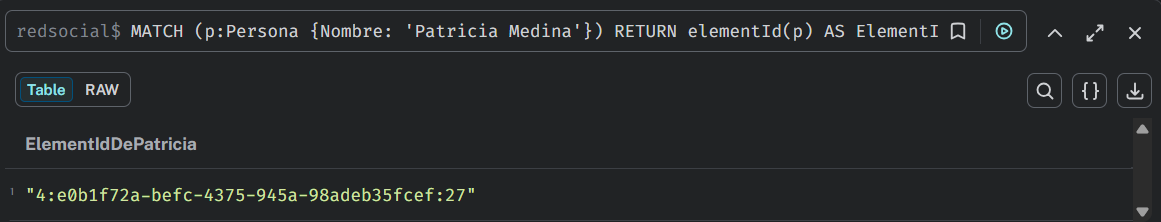 redsocial$ MATCH (p:Persona {Nombre: 'Patricia Medina'}) RETURN elementId(p) AS ElementI
Table RAW
{}
ElementIdDePatricia
1 "4:e0b1f72a-befc-4375-945a-98adeb35fcef:27"